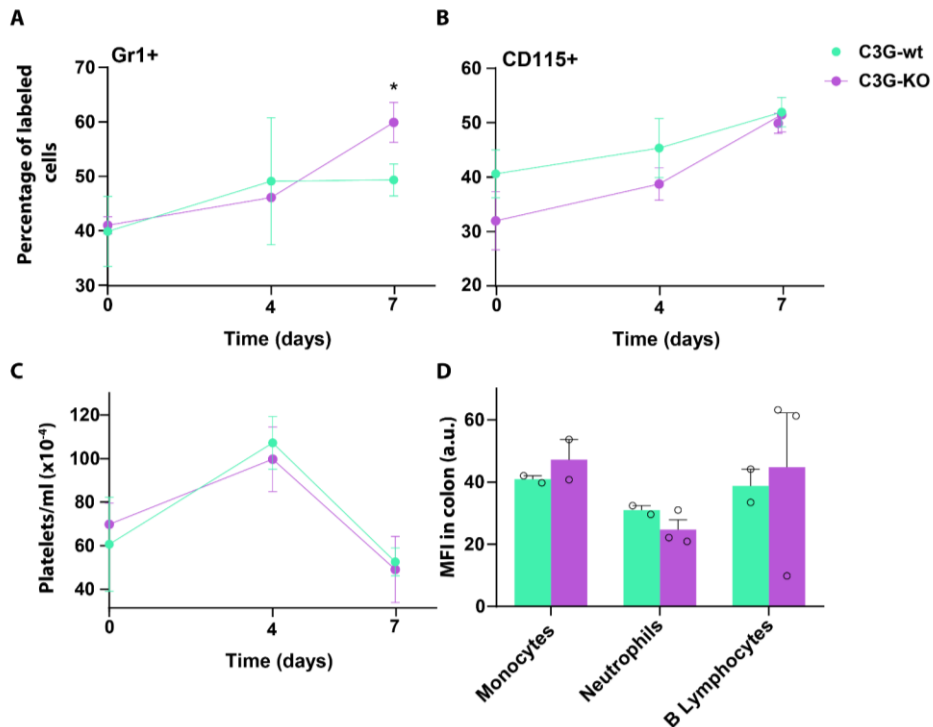 A
B
Gr1+
CD115+
C3G-wt
C3G-KO
Percentage of labeled
cells
70
60
50
40
30
*
0
4
7
Time (days)
60
50
40
30
20
0
4
7
Time (days)
C
D
Platelets/ml (x10⁻⁴)
120
100
80
60
40
0
4
7
Time (days)
MFI in colon (a.u.)
60
40
20
0
Monocytes
Neutrophils
B Lymphocytes